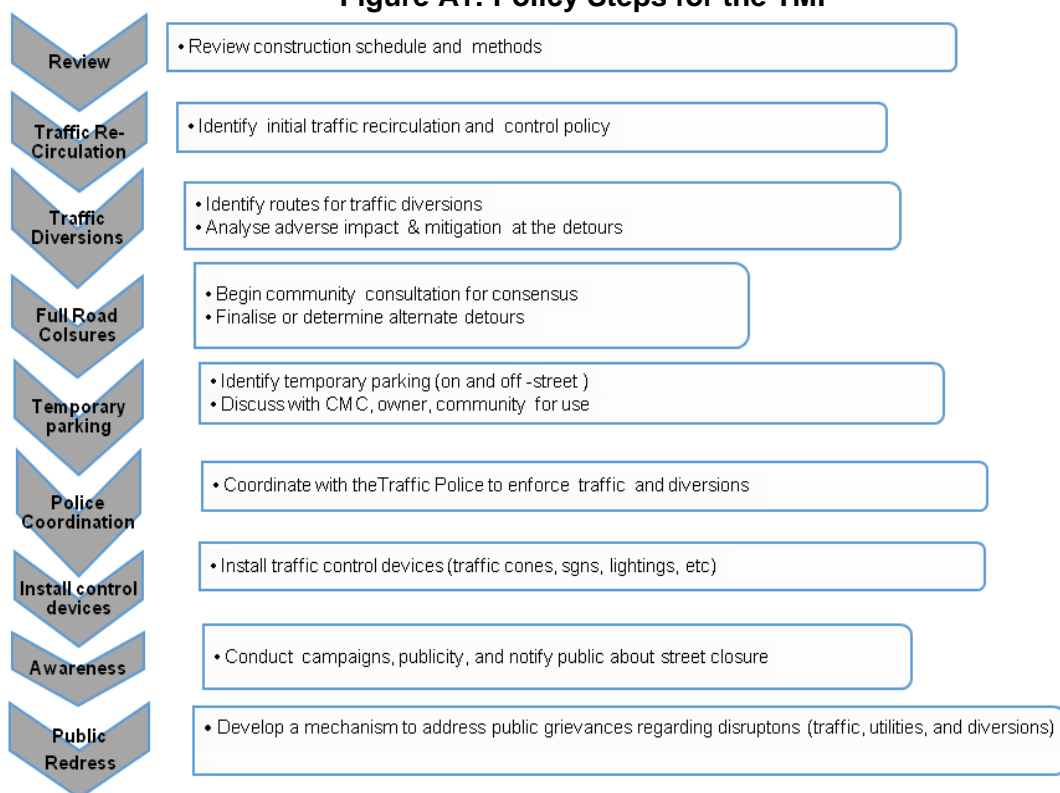 Figure A1: Policy Steps for the TMP
Review
• Review construction schedule and methods
Traffic Re-
Circulation
• Identify initial traffic recirculation and control policy
Traffic
Diversions
• Identify routes for traffic diversions
• Analyse adverse impact & mitigation at the detours
Full Road
Colsures
• Begin community consultation for consensus
• Finalise or determine alternate detours
Temporary
parking
• Identify temporary parking (on and off -street )
• Discuss with CMC, owner, community for use
Police
Coordination
• Coordinate with theTraffic Police to enforce traffic and diversions
Install control
devices
• Install traffic control devices (traffic cones, sgns, lightings, etc)
Awareness
• Conduct campaigns, publicity, and notify public about street closure
Public
Redress
• Develop a mechanism to address public grievances regarding disruptons (traffic, utilities, and diversions)